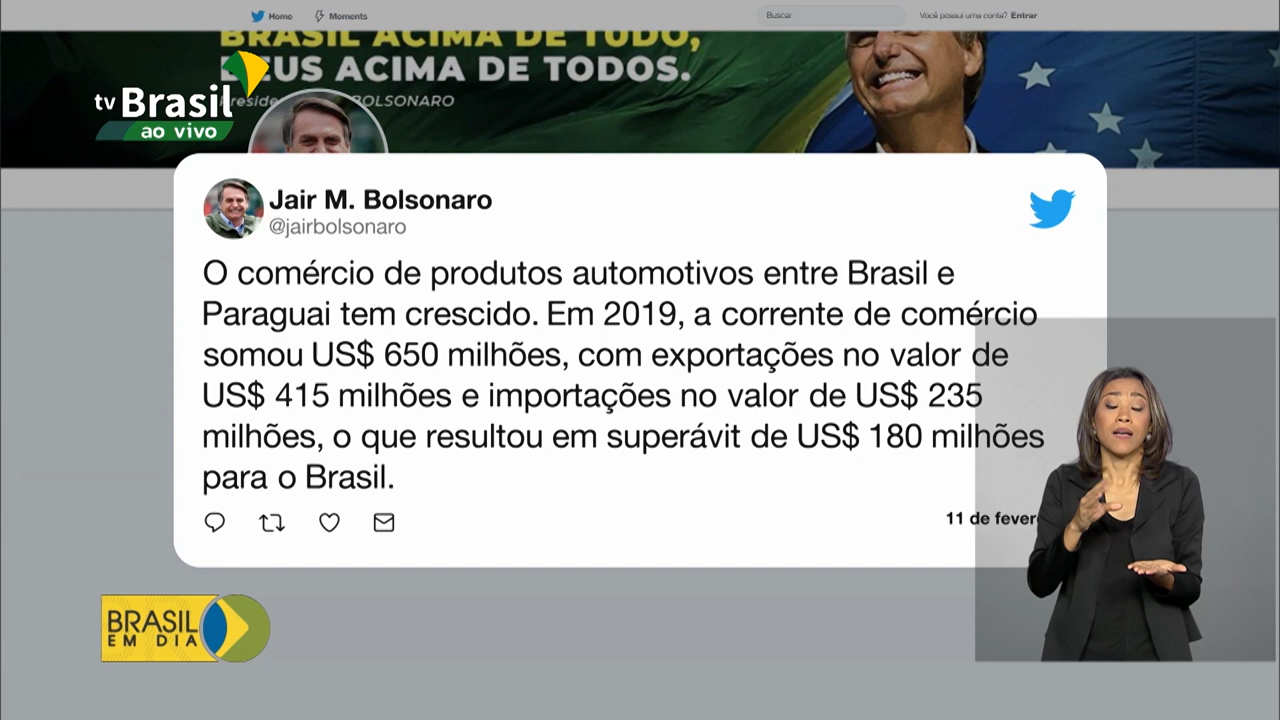 Home
Moments
Buscar
Você possui uma conta? Entrar
BRASIL ACIMA DE TUDO,
DEUS ACIMA DE TODOS.
BOLSONARO
tv Brasil
ao vivo
Jair M. Bolsonaro
@jairbolsonaro
O comércio de produtos automotivos entre Brasil e
Paraguai tem crescido. Em 2019, a corrente de comércio
somou US$ 650 milhões, com exportações no valor de
US$ 415 milhões e importações no valor de US$ 235
milhões, o que resultou em superávit de US$ 180 milhões
para o Brasil.
11 de fever
BRASIL
EM DIA